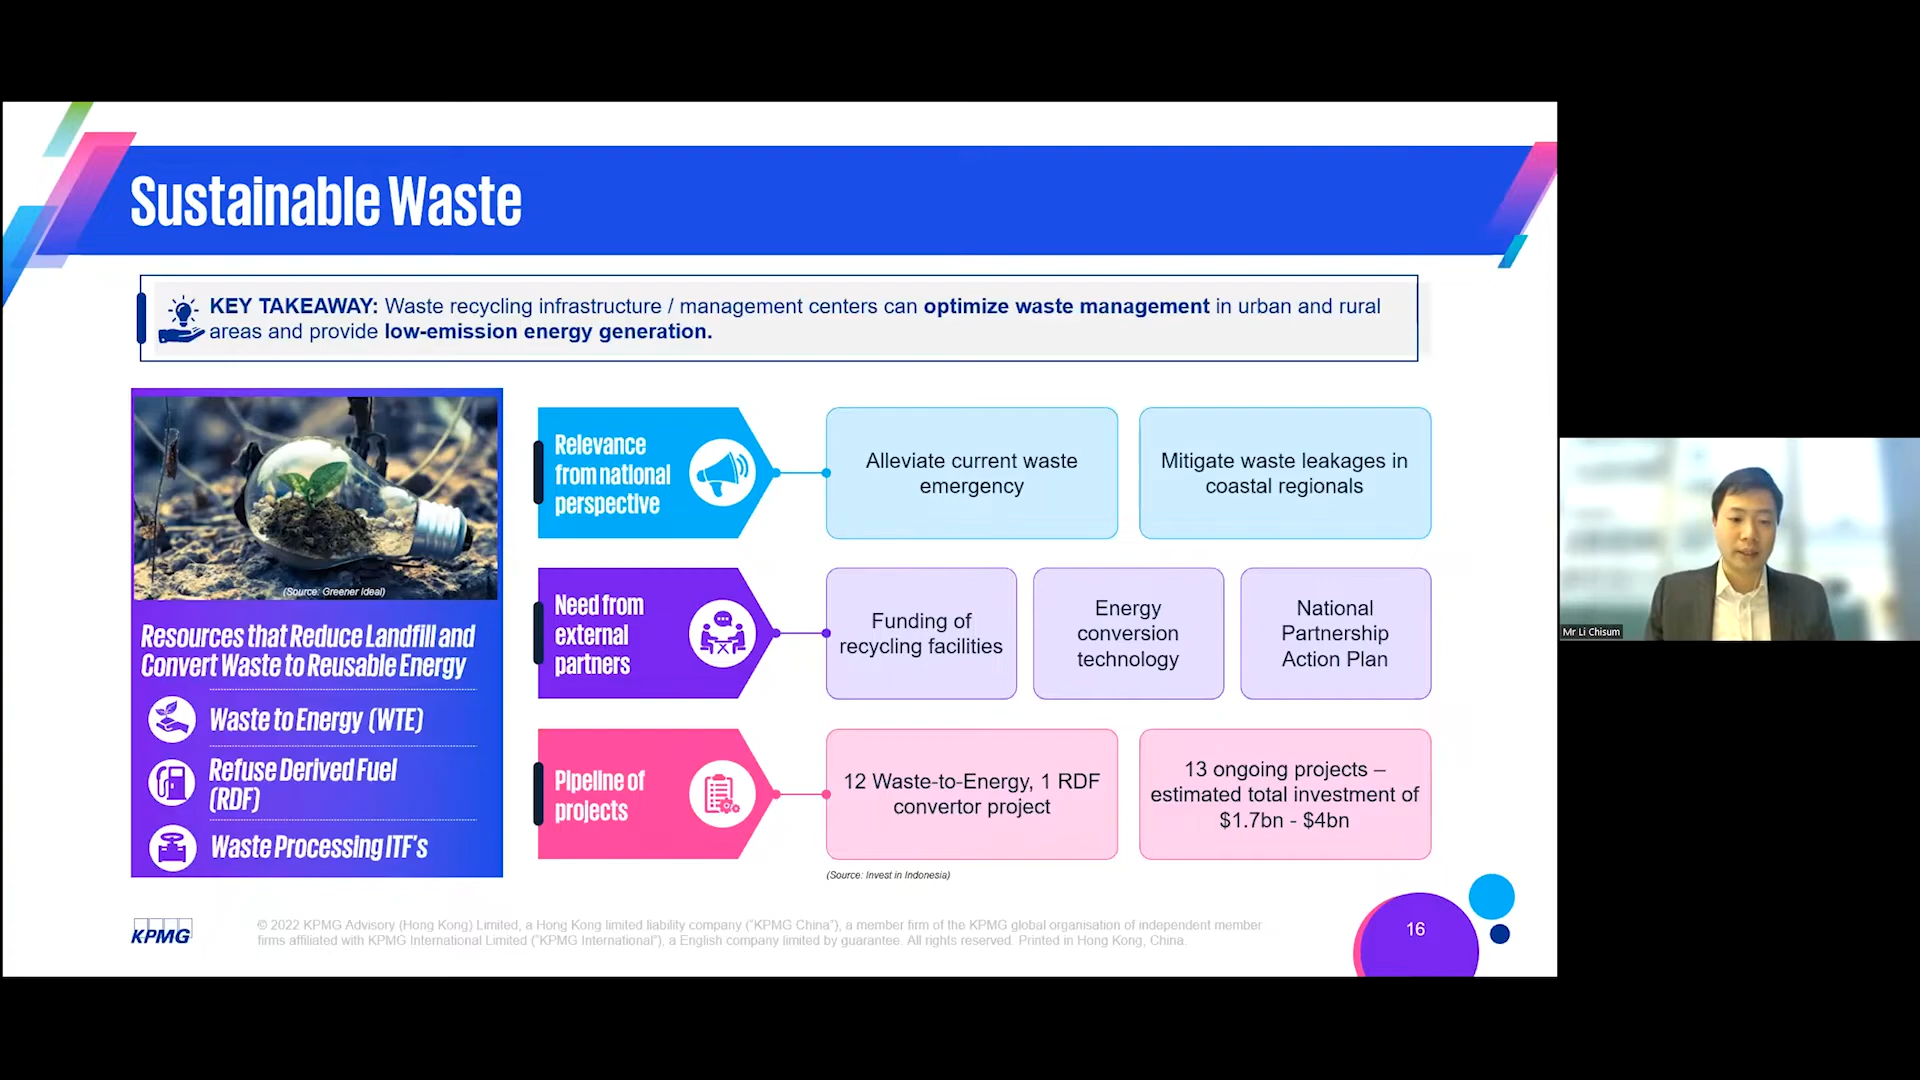 Sustainable Waste
KEY TAKEAWAY: Waste recycling infrastructure / management centers can optimize waste management in urban and rural
areas and provide low-emission energy generation.
(Source: Greener Ideal)
Resources that Reduce Landfill and
Convert Waste to Reusable Energy
Waste to Energy (WTE)
Refuse Derived Fuel
(RDF)
Waste Processing ITF's
Relevance
from national
perspective
Alleviate current waste
emergency
Mitigate waste leakages in
coastal regionals
Need from
external
partners
Funding of
recycling facilities
Energy
conversion
technology
National
Partnership
Action Plan
Pipeline of
projects
12 Waste-to-Energy, 1 RDF
convertor project
13 ongoing projects –
estimated total investment of
$1.7bn - $4bn
(Source: Invest in Indonesia)
KPMG
© 2022 KPMG Advisory (Hong Kong) Limited, a Hong Kong limited liability company ("KPMG China"), a member firm of the KPMG global organisation of independent member
firms affiliated with KPMG International Limited ("KPMG International"), a English company limited by guarantee. All rights reserved. Printed in Hong Kong, China.
16
Mr Li Chisum